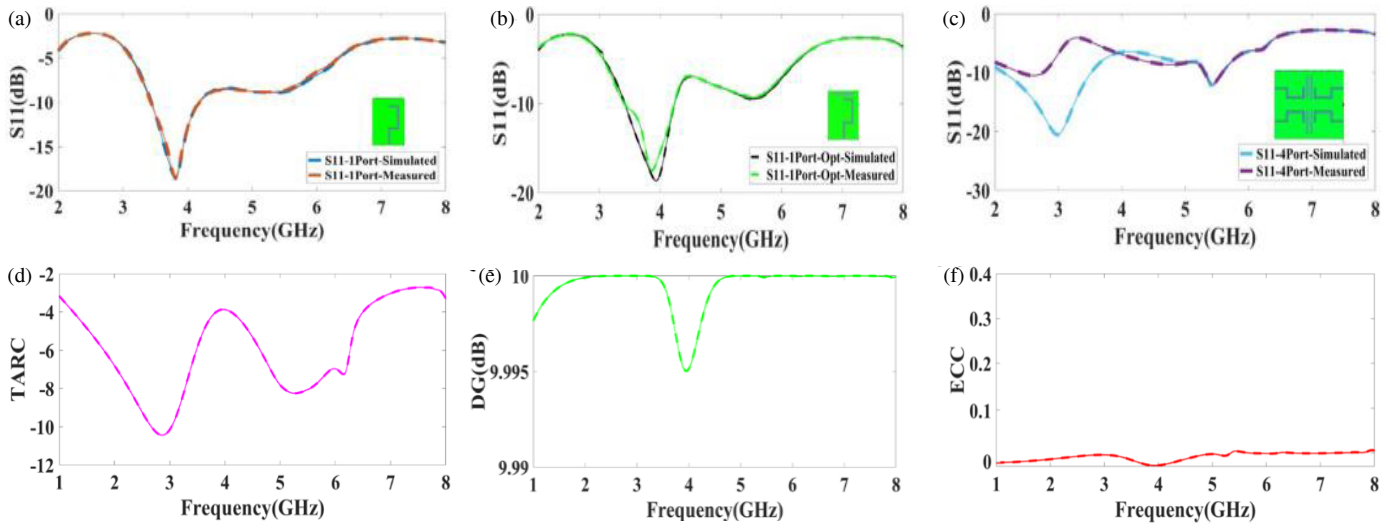 (a)
0
-5
-10
-15
-20
S11(dB)
S11-1Port-Simulated
S11-1Port-Measured
2 3 4 5 6 7 8
Frequency(GHz)
(b)
0
-10
-20
S11(dB)
S11-1Port-Opt-Simulated
S11-1Port-Opt-Measured
2 3 4 5 6 7 8
Frequency(GHz)
(c)
0
-10
-20
-30
S11(dB)
S11-4Port-Simulated
S11-4Port-Measured
2 3 4 5 6 7 8
Frequency(GHz)
(d)
-2
-4
-6
-8
-10
-12
TARC
1 2 3 4 5 6 7 8
Frequency(GHz)
(e)
10
9.995
9.99
DG(dB)
1 2 3 4 5 6 7 8
Frequency(GHz)
(f)
0.4
0.3
0.2
0.1
0
ECC
1 2 3 4 5 6 7 8
Frequency(GHz)